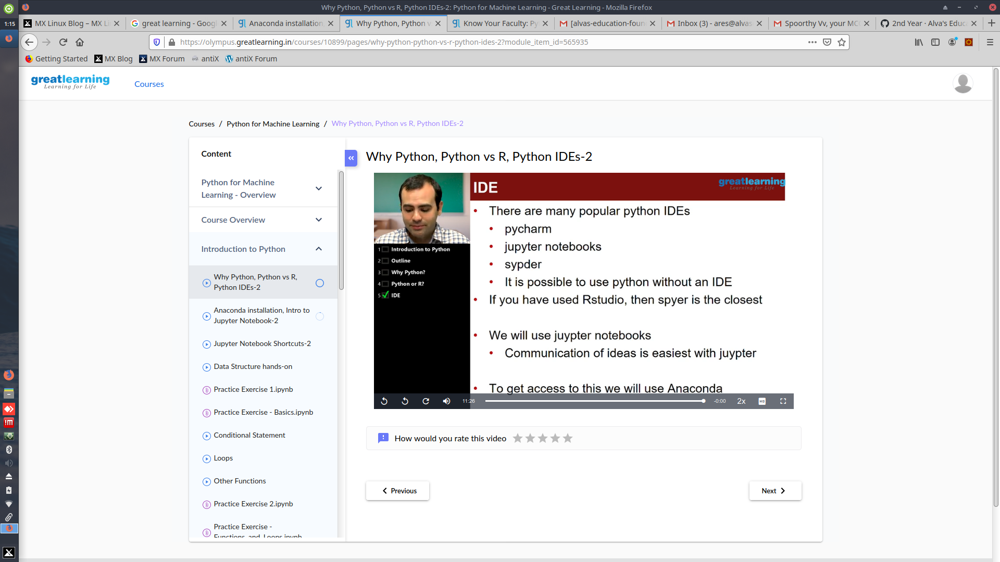 Why Python, Python vs R, Python IDEs-2: Python for Machine Learning - Great Learning - Mozilla Firefox
1:15
MX Linux Blog – MX Li
great learning - Goog
Anaconda installation,
Why Python, Python v
Know Your Faculty: Py
[alvas-education-foun
Inbox (3) - ares@alvas
Spoorthy Vv, your MC
2nd Year · Alva's Educa
https://olympus.greatlearning.in/courses/10899/pages/why-python-python-vs-r-python-ides-2?module_item_id=565935
Getting Started
MX Blog
MX Forum
antiX
antiX Forum
greatlearning
Learning for Life
Courses
Courses / Python for Machine Learning / Why Python, Python vs R, Python IDEs-2
Content
Python for Machine
Learning - Overview
Course Overview
Introduction to Python
Why Python, Python vs R,
Python IDEs-2
Anaconda installation, Intro to
Jupyter Notebook-2
Jupyter Notebook Shortcuts-2
Data Structure hands-on
Practice Exercise 1.ipynb
Practice Exercise - Basics.ipynb
Conditional Statement
Loops
Other Functions
Practice Exercise 2.ipynb
Practice Exercise -
Functions_and_Loops.ipynb
Why Python, Python vs R, Python IDEs-2
IDE
greatlearning
Learning for Life
1 Introduction to Python
2 Outline
3 Why Python?
4 Python or R?
5 IDE
• There are many popular python IDEs
• pycharm
• jupyter notebooks
• sypder
• It is possible to use python without an IDE
• If you have used Rstudio, then spyer is the closest
• We will use juypter notebooks
• Communication of ideas is easiest with juypter
• To get access to this we will use Anaconda
11:26
-0:00
2x
HD
How would you rate this video
Previous
Next
!m